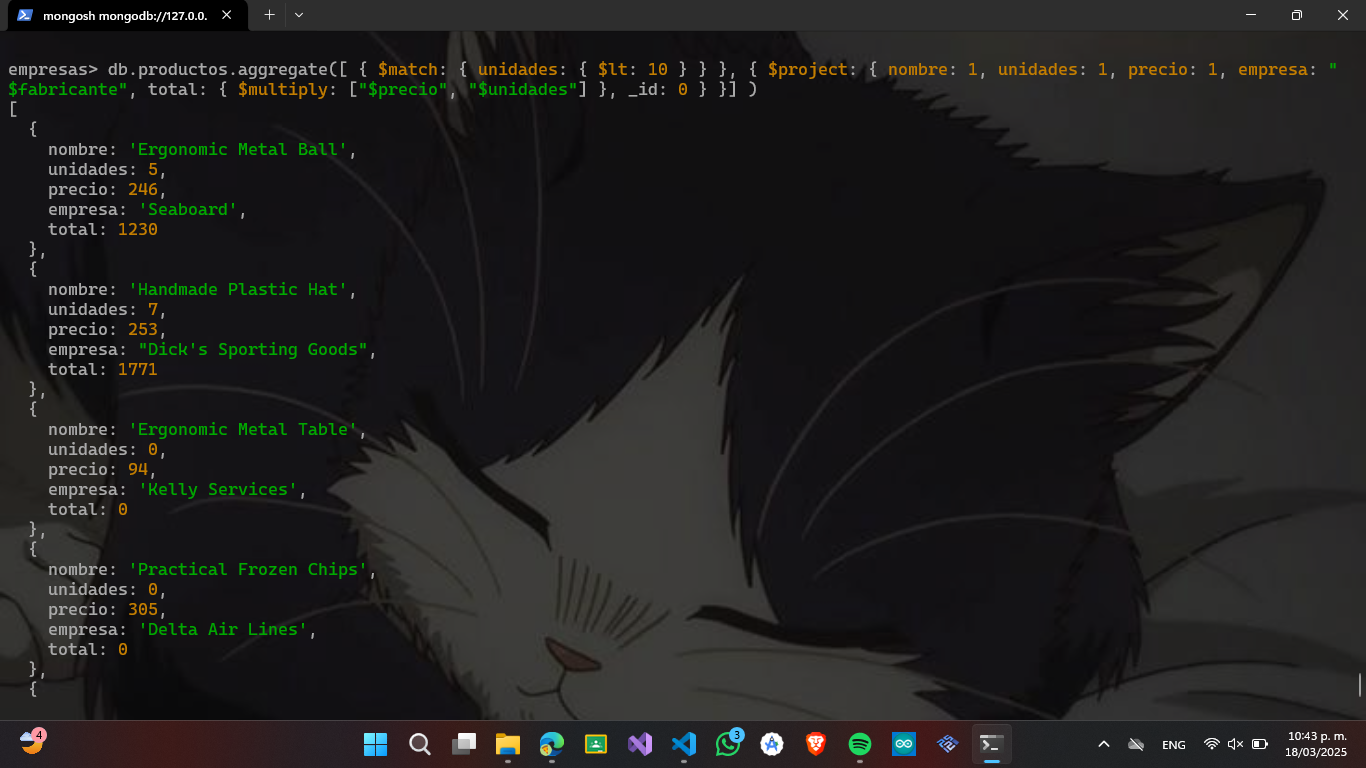 mongosh mongodb://127.0.0.
empresas> db.productos.aggregate([ { $match: { unidades: { $lt: 10 } } }, { $project: { nombre: 1, unidades: 1, precio: 1, empresa: "
$fabricante", total: { $multiply: ["$precio", "$unidades"] }, _id: 0 } }] )
[
  {
    nombre: 'Ergonomic Metal Ball',
    unidades: 5,
    precio: 246,
    empresa: 'Seaboard',
    total: 1230
  },
  {
    nombre: 'Handmade Plastic Hat',
    unidades: 7,
    precio: 253,
    empresa: "Dick's Sporting Goods",
    total: 1771
  },
  {
    nombre: 'Ergonomic Metal Table',
    unidades: 0,
    precio: 94,
    empresa: 'Kelly Services',
    total: 0
  },
  {
    nombre: 'Practical Frozen Chips',
    unidades: 0,
    precio: 305,
    empresa: 'Delta Air Lines',
    total: 0
  },
  {
4
3
ENG
10:43 p. m.
18/03/2025